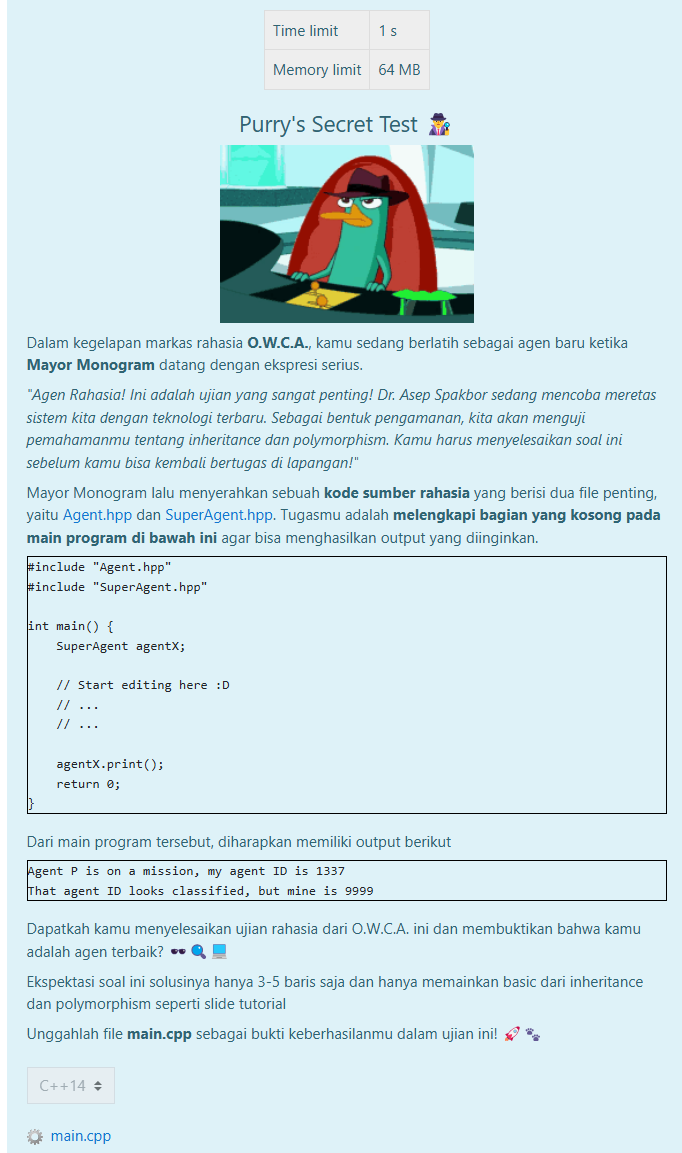 Time limit 1 s
Memory limit 64 MB
Purry's Secret Test
Dalam kegelapan markas rahasia O.W.C.A., kamu sedang berlatih sebagai agen baru ketika
Mayor Monogram datang dengan ekspresi serius.
"Agen Rahasia! Ini adalah ujian yang sangat penting! Dr. Asep Spakbor sedang mencoba meretas
sistem kita dengan teknologi terbaru. Sebagai bentuk pengamanan, kita akan menguji
pemahamanmu tentang inheritance dan polymorphism. Kamu harus menyelesaikan soal ini
sebelum kamu bisa kembali bertugas di lapangan!"
Mayor Monogram lalu menyerahkan sebuah kode sumber rahasia yang berisi dua file penting,
yaitu Agent.hpp dan SuperAgent.hpp. Tugasmu adalah melengkapi bagian yang kosong pada
main program di bawah ini agar bisa menghasilkan output yang diinginkan.
#include "Agent.hpp"
#include "SuperAgent.hpp"
int main() {
SuperAgent agentX;
// Start editing here :D
// ...
// ...
agentX.print();
return 0;
}
Dari main program tersebut, diharapkan memiliki output berikut
Agent P is on a mission, my agent ID is 1337
That agent ID looks classified, but mine is 9999
Dapatkah kamu menyelesaikan ujian rahasia dari O.W.C.A. ini dan membuktikan bahwa kamu
adalah agen terbaik? 🕶️ 🔍 💻
Ekspektasi soal ini solusinya hanya 3-5 baris saja dan hanya memainkan basic dari inheritance
dan polymorphism seperti slide tutorial
Unggahlah file main.cpp sebagai bukti keberhasilanmu dalam ujian ini! 🚀 🐾
C++14
main.cpp